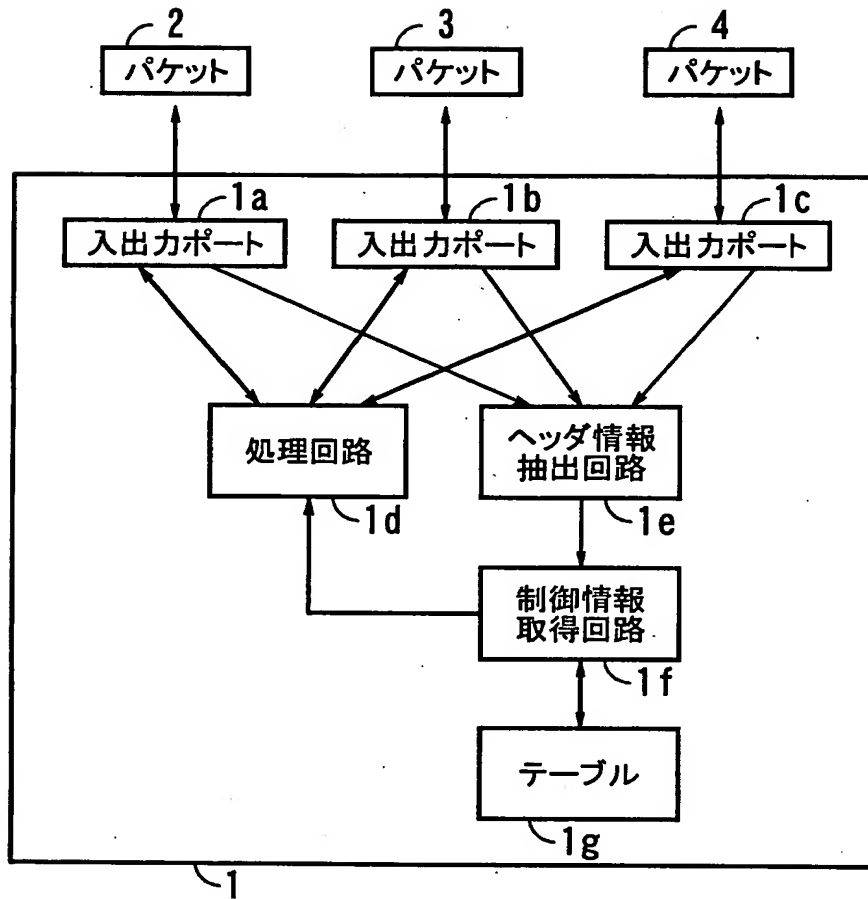 2
3
4
パケット
パケット
パケット
1a
1b
1c
入出力ポート
入出力ポート
入出力ポート
処理回路
ヘッダ情報
抽出回路
1d
1e
制御情報
取得回路
1f
テーブル
1g
1